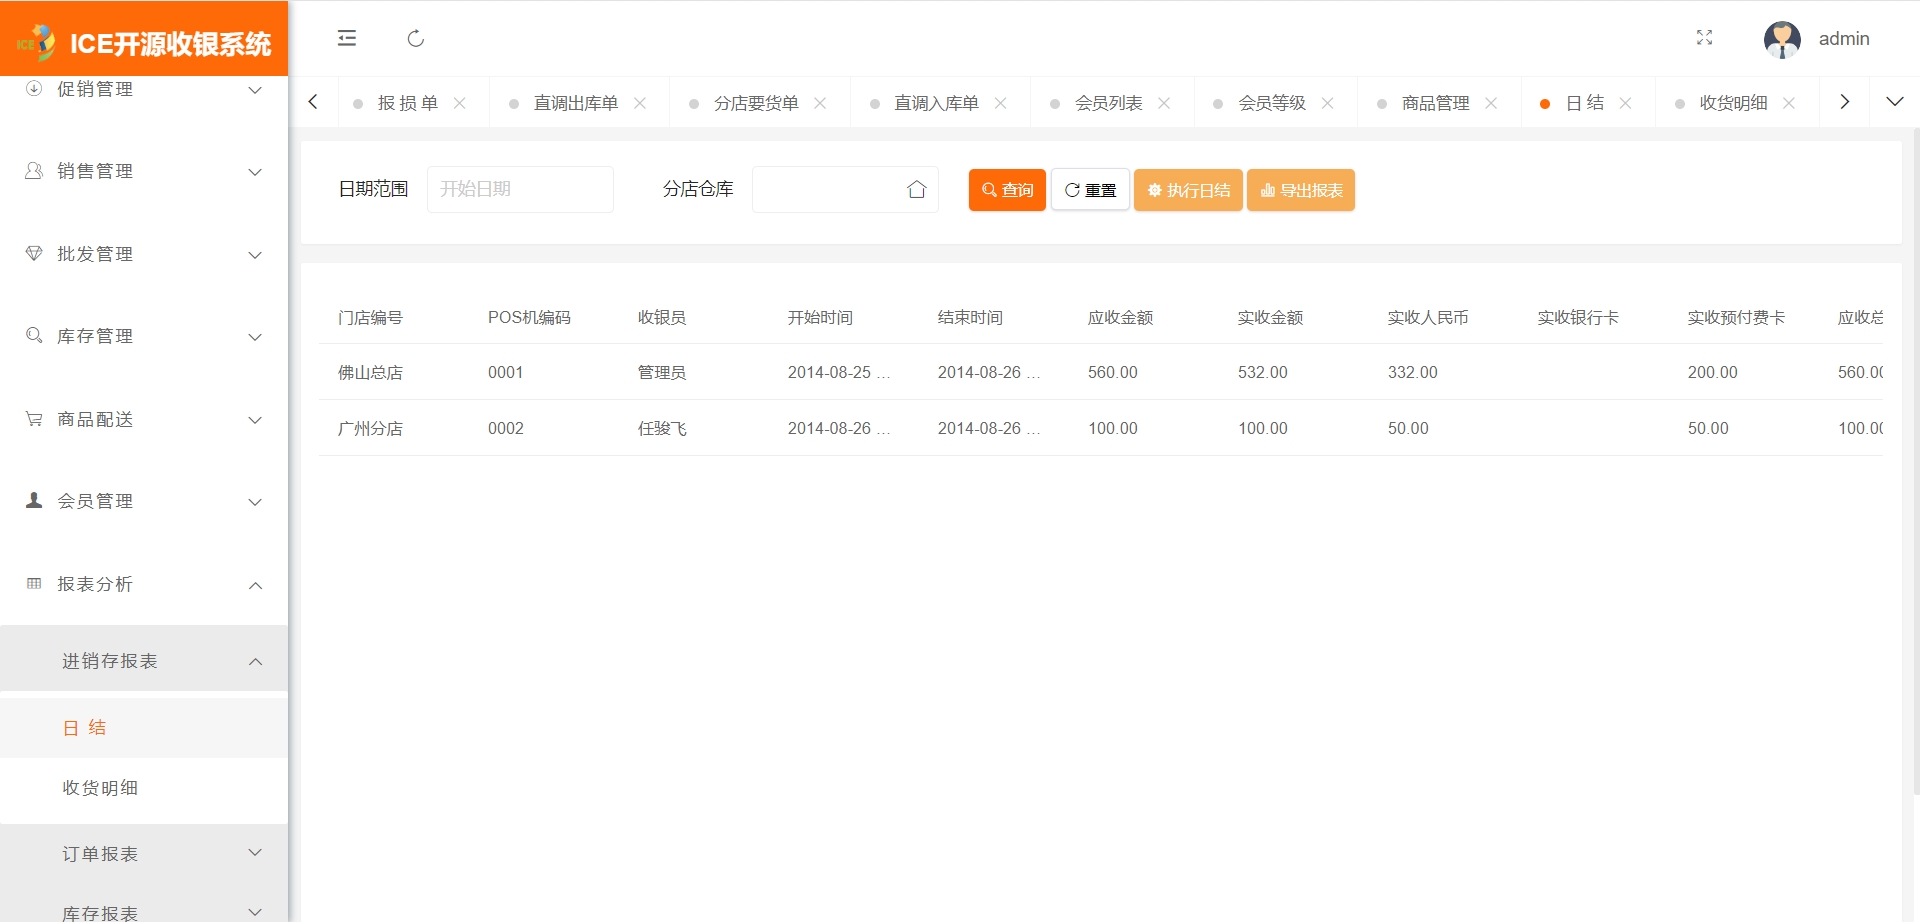 ICE开源收银系统
admin
报 损 单
直调出库单
分店要货单
直调入库单
会员列表
会员等级
商品管理
日 结
收货明细
促销管理
销售管理
批发管理
库存管理
商品配送
会员管理
报表分析
进销存报表
日 结
收货明细
订单报表
库存报表
日期范围 开始日期 分店仓库 查询 重置 执行日结 导出报表
门店编号 POS机编码 收银员 开始时间 结束时间 应收金额 实收金额 实收人民币 实收银行卡 实收预付费卡 应收总
佛山总店 0001 管理员 2014-08-25 ... 2014-08-26 ... 560.00 532.00 332.00 200.00 560.00
广州分店 0002 任骏飞 2014-08-26 ... 2014-08-26 ... 100.00 100.00 50.00 50.00 100.00